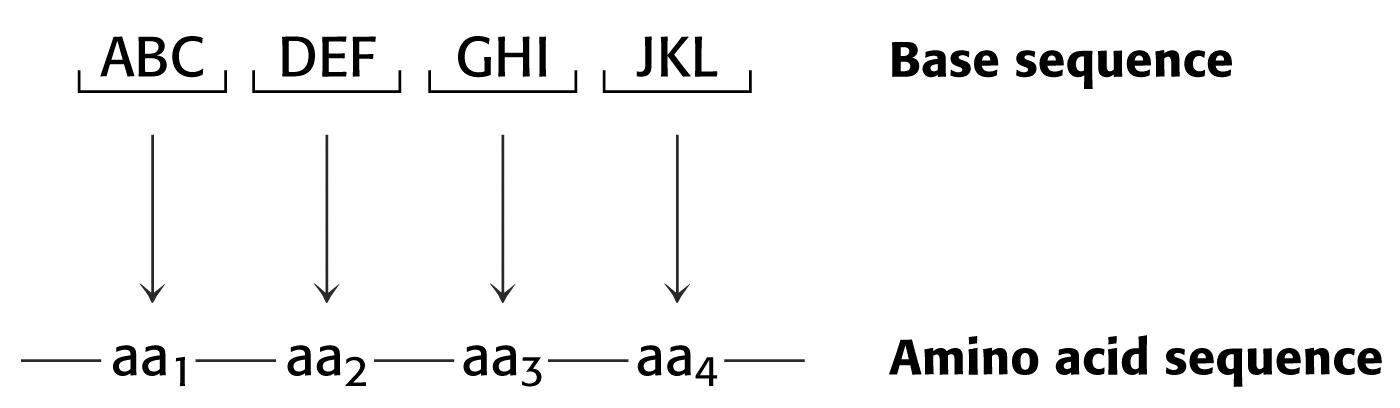 ABC DEF GHI JKL Base sequence
aa₁ aa₂ aa₃ aa₄ Amino acid sequence